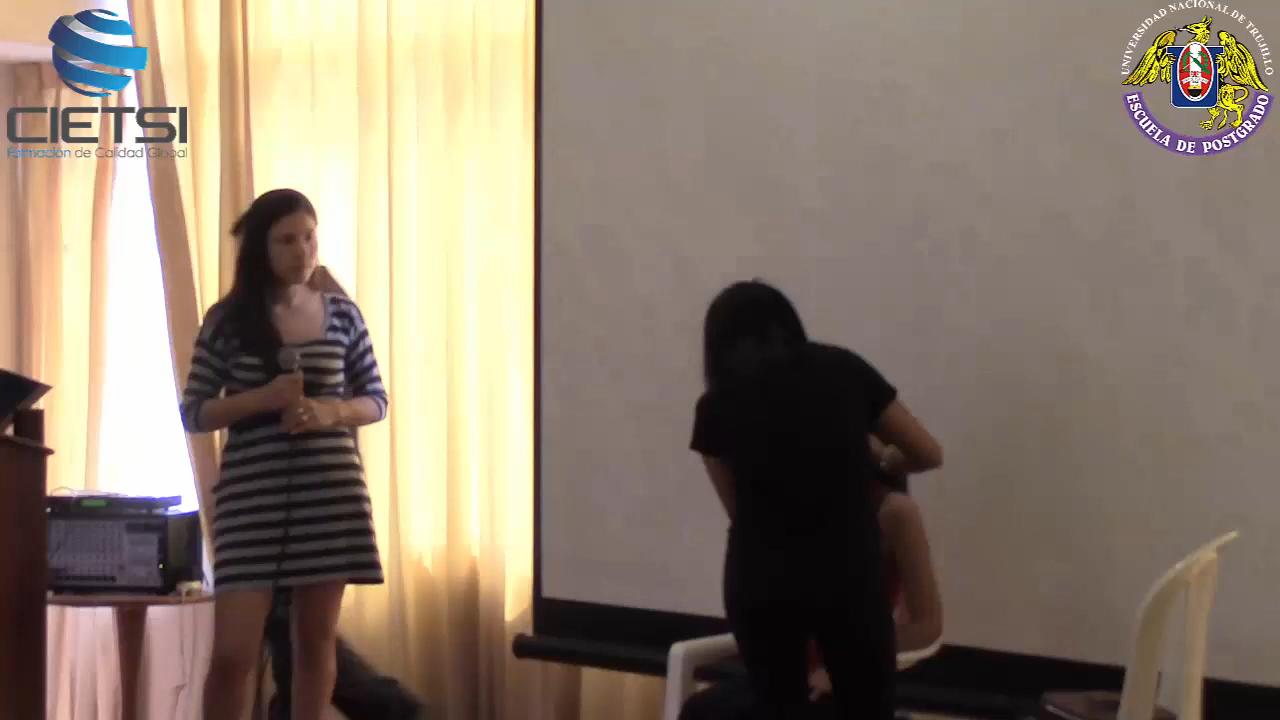 CIETSI
Formación de Calidad Global
UNIVERSIDAD NACIONAL DE TRUJILLO
ESCUELA DE POSTGRADO